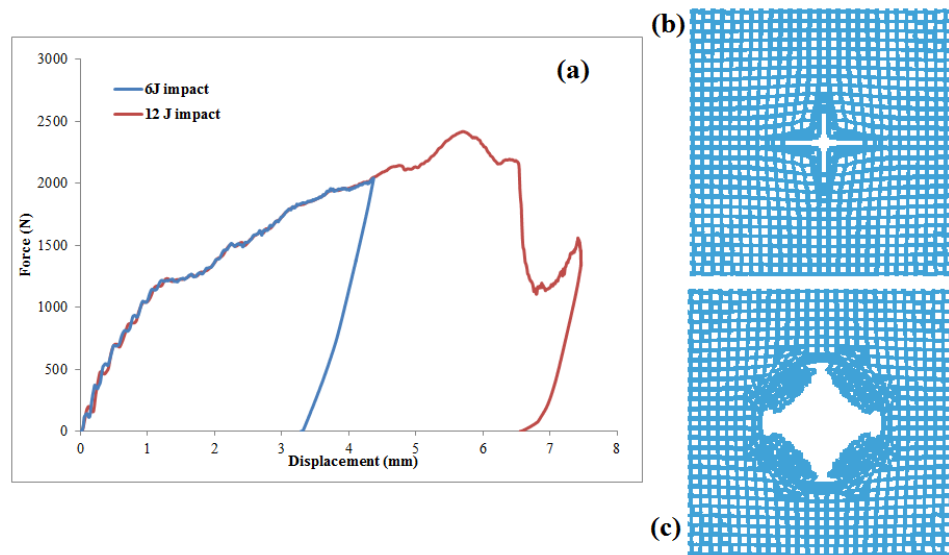 (a)
6J impact
12 J impact
3000
2500
2000
1500
1000
500
0
Force (N)
0 1 2 3 4 5 6 7 8
Displacement (mm)
(b)
(c)